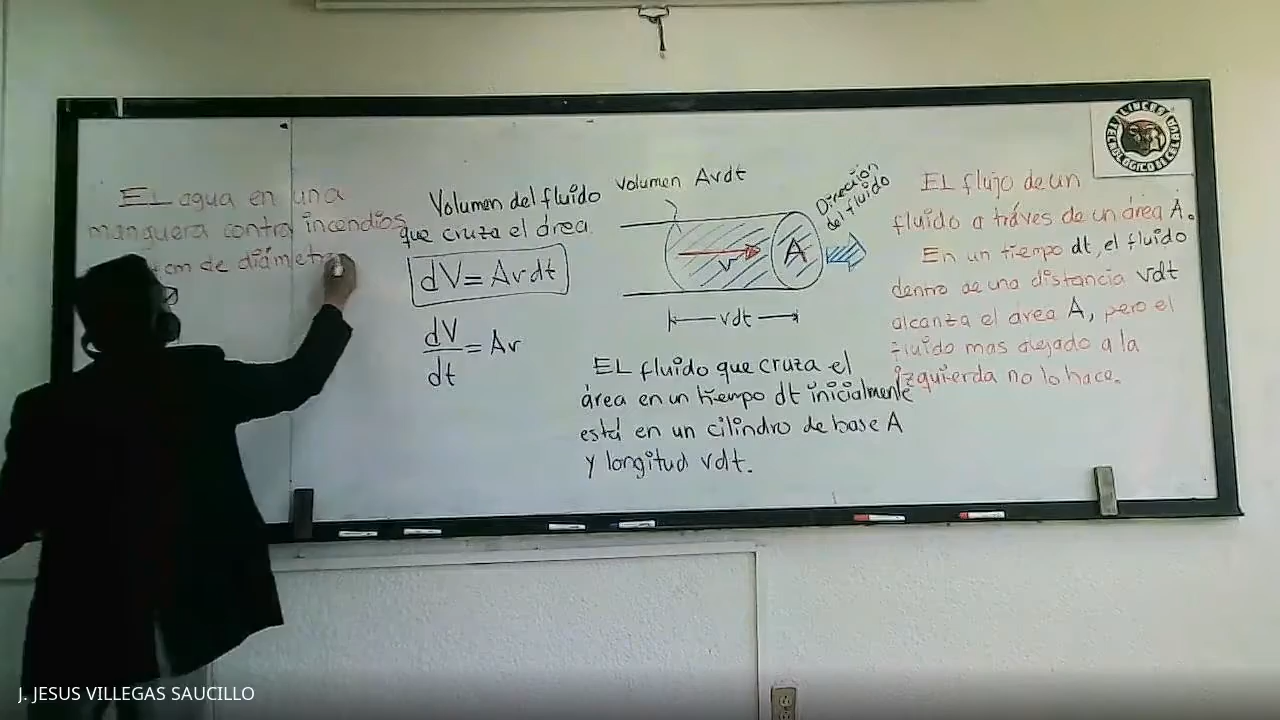 EL agua en una
manguera contra incendios
cm de diámetro
Volumen del fluido
que cruza el área.
dV = Avdt
dV/dt = Av
Volumen Avdt
Dirección
del fluido
v
A
vdt
EL fluido que cruza el
área en un tiempo dt inicialmente
está en un cilindro de base A
y longitud vdt.
EL flujo de un
fluido a tráves de un área A.
En un tiempo dt, el fluido
dentro de una distancia vdt
alcanza el área A, pero el
fluido mas alejado a la
izquierda no lo hace.
J. JESUS VILLEGAS SAUCILLO